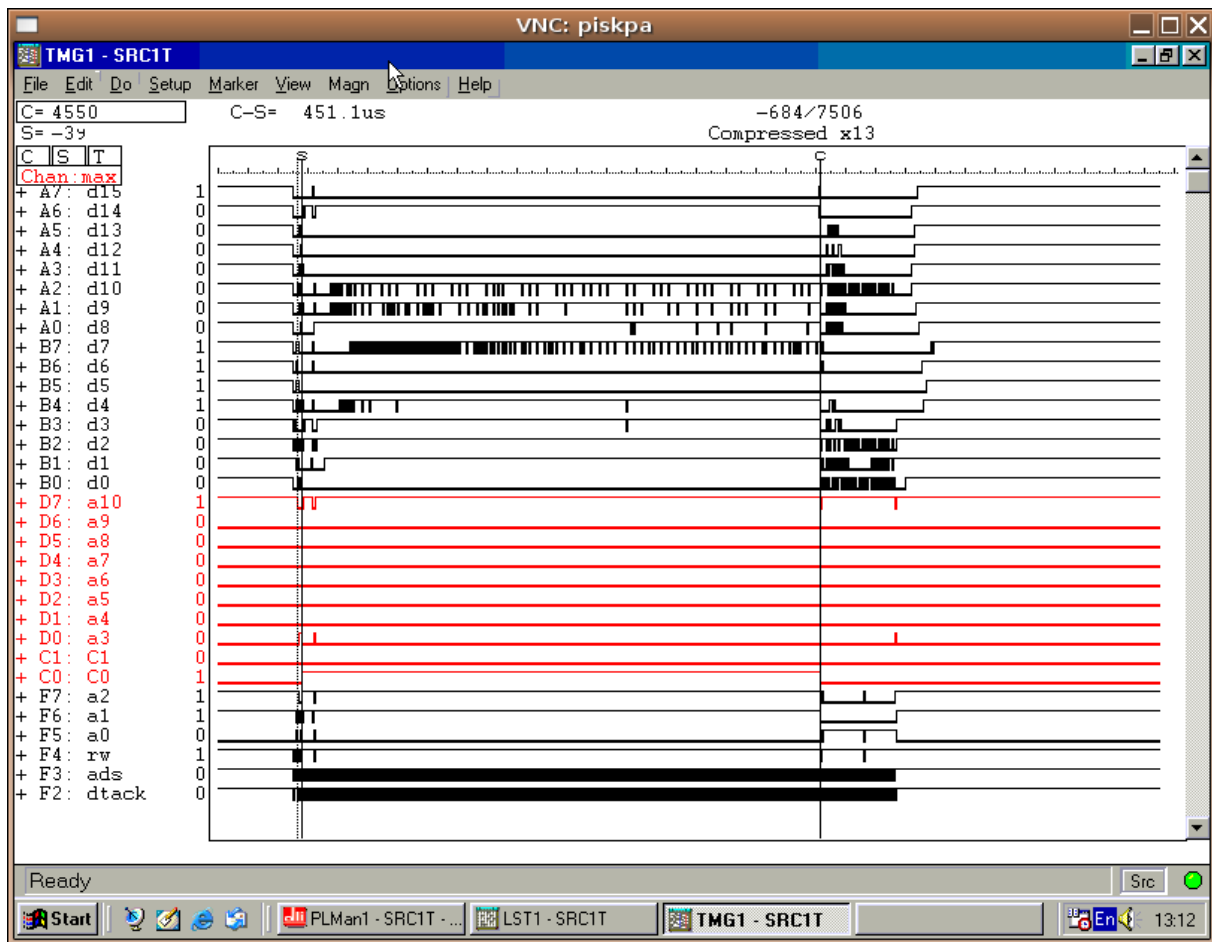 VNC: piskpa
TMG1 - SRC1T
File Edit Do Setup Marker View Magn Options Help
C= 4550 C-S= 451.1us -684/7506
S= -39 Compressed x13
C S T
S C
Chan:max
+ A7: d15 1
+ A6: d14 0
+ A5: d13 0
+ A4: d12 0
+ A3: d11 0
+ A2: d10 0
+ A1: d9 0
+ A0: d8 0
+ B7: d7 1
+ B6: d6 1
+ B5: d5 1
+ B4: d4 1
+ B3: d3 0
+ B2: d2 0
+ B1: d1 0
+ B0: d0 0
+ D7: a10 1
+ D6: a9 0
+ D5: a8 0
+ D4: a7 0
+ D3: a6 0
+ D2: a5 0
+ D1: a4 0
+ D0: a3 0
+ C1: C1 0
+ C0: C0 1
+ F7: a2 1
+ F6: a1 1
+ F5: a0 0
+ F4: rw 1
+ F3: ads 0
+ F2: dtack 0
Ready Src
Start PLMan1 - SRC1T - ... LST1 - SRC1T TMG1 - SRC1T En 13:12